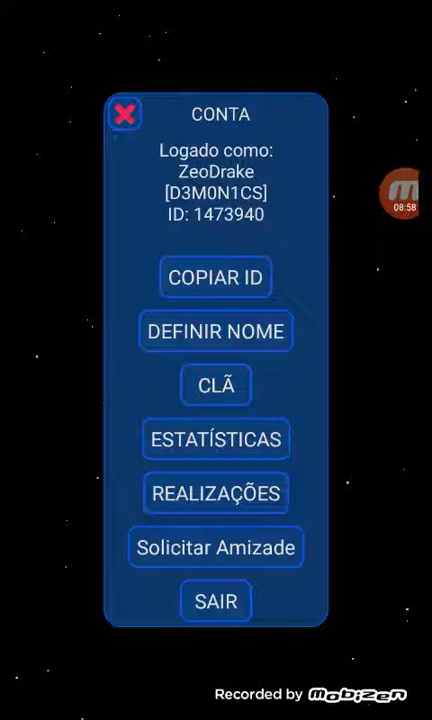 CONTA
Logado como:
ZeoDrake
[D3M0N1CS]
ID: 1473940
08:58
COPIAR ID
DEFINIR NOME
CLÃ
ESTATÍSTICAS
REALIZAÇÕES
Solicitar Amizade
SAIR
Recorded by mobizen